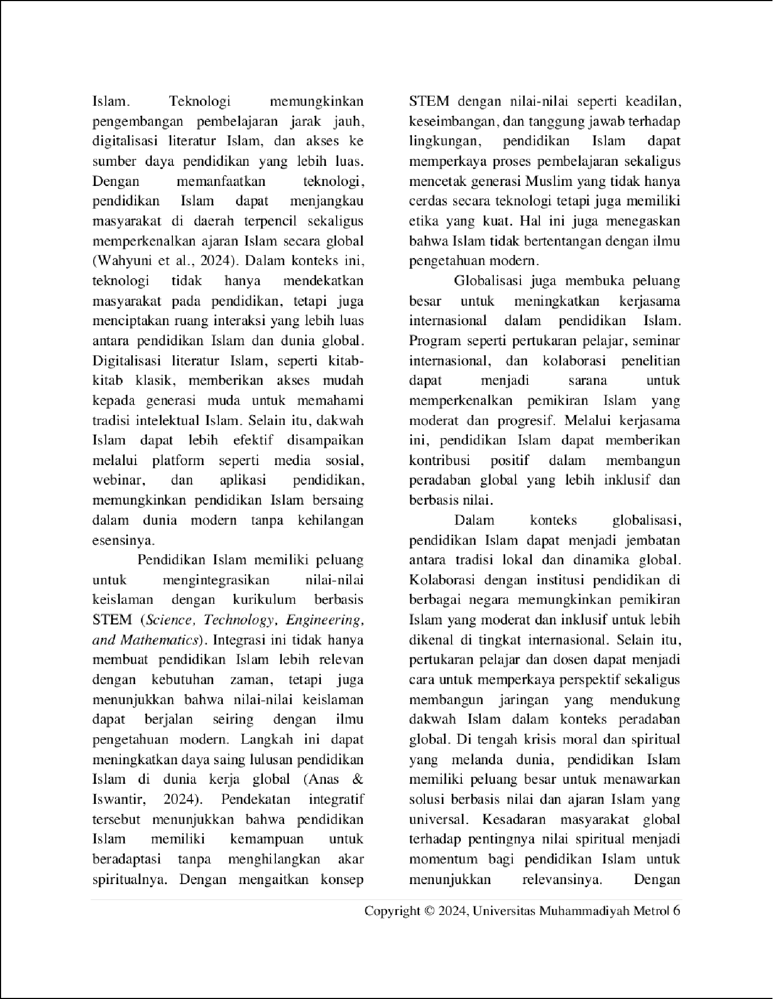 Islam. Teknologi memungkinkan
pengembangan pembelajaran jarak jauh,
digitalisasi literatur Islam, dan akses ke
sumber daya pendidikan yang lebih luas.
Dengan memanfaatkan teknologi,
pendidikan Islam dapat menjangkau
masyarakat di daerah terpencil sekaligus
memperkenalkan ajaran Islam secara global
(Wahyuni et al., 2024). Dalam konteks ini,
teknologi tidak hanya mendekatkan
masyarakat pada pendidikan, tetapi juga
menciptakan ruang interaksi yang lebih luas
antara pendidikan Islam dan dunia global.
Digitalisasi literatur Islam, seperti kitab-
kitab klasik, memberikan akses mudah
kepada generasi muda untuk memahami
tradisi intelektual Islam. Selain itu, dakwah
Islam dapat lebih efektif disampaikan
melalui platform seperti media sosial,
webinar, dan aplikasi pendidikan,
memungkinkan pendidikan Islam bersaing
dalam dunia modern tanpa kehilangan
esensinya.
Pendidikan Islam memiliki peluang
untuk mengintegrasikan nilai-nilai
keislaman dengan kurikulum berbasis
STEM (Science, Technology, Engineering,
and Mathematics). Integrasi ini tidak hanya
membuat pendidikan Islam lebih relevan
dengan kebutuhan zaman, tetapi juga
menunjukkan bahwa nilai-nilai keislaman
dapat berjalan seiring dengan ilmu
pengetahuan modern. Langkah ini dapat
meningkatkan daya saing lulusan pendidikan
Islam di dunia kerja global (Anas &
Iswantir, 2024). Pendekatan integratif
tersebut menunjukkan bahwa pendidikan
Islam memiliki kemampuan untuk
beradaptasi tanpa menghilangkan akar
spiritualnya. Dengan mengaitkan konsep
STEM dengan nilai-nilai seperti keadilan,
keseimbangan, dan tanggung jawab terhadap
lingkungan, pendidikan Islam dapat
memperkaya proses pembelajaran sekaligus
mencetak generasi Muslim yang tidak hanya
cerdas secara teknologi tetapi juga memiliki
etika yang kuat. Hal ini juga menegaskan
bahwa Islam tidak bertentangan dengan ilmu
pengetahuan modern.
Globalisasi juga membuka peluang
besar untuk meningkatkan kerjasama
internasional dalam pendidikan Islam.
Program seperti pertukaran pelajar, seminar
internasional, dan kolaborasi penelitian
dapat menjadi sarana untuk
memperkenalkan pemikiran Islam yang
moderat dan progresif. Melalui kerjasama
ini, pendidikan Islam dapat memberikan
kontribusi positif dalam membangun
peradaban global yang lebih inklusif dan
berbasis nilai.
Dalam konteks globalisasi,
pendidikan Islam dapat menjadi jembatan
antara tradisi lokal dan dinamika global.
Kolaborasi dengan institusi pendidikan di
berbagai negara memungkinkan pemikiran
Islam yang moderat dan inklusif untuk lebih
dikenal di tingkat internasional. Selain itu,
pertukaran pelajar dan dosen dapat menjadi
cara untuk memperkaya perspektif sekaligus
membangun jaringan yang mendukung
dakwah Islam dalam konteks peradaban
global. Di tengah krisis moral dan spiritual
yang melanda dunia, pendidikan Islam
memiliki peluang besar untuk menawarkan
solusi berbasis nilai dan ajaran Islam yang
universal. Kesadaran masyarakat global
terhadap pentingnya nilai spiritual menjadi
momentum bagi pendidikan Islam untuk
menunjukkan relevansinya. Dengan
Copyright © 2024, Universitas Muhammadiyah Metro| 6